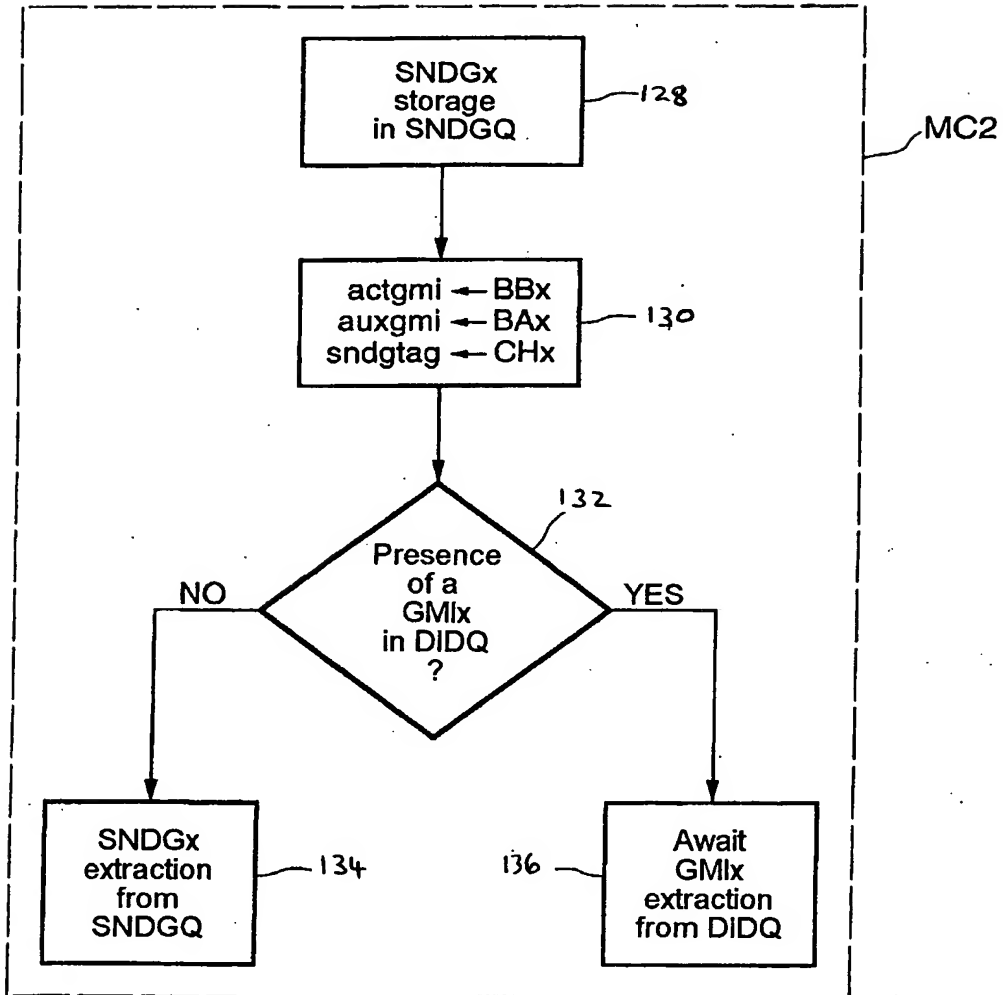 SNDGx
storage
in SNDGQ
128
MC2
actgmi ← BBx
auxgmi ← BAx
sndgtag ← CHx
130
132
Presence
of a
GMIx
in DIDQ
?
NO
YES
SNDGx
extraction
from
SNDGQ
134
136
Await
GMIx
extraction
from DIDQ